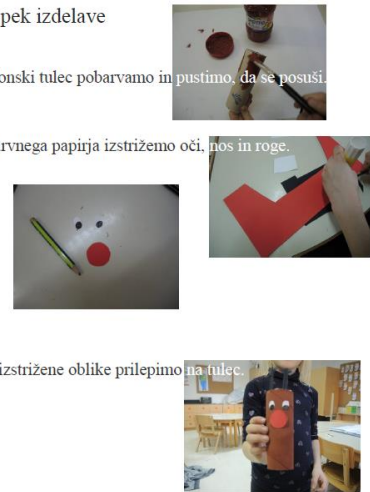 pek izdelave
onski tulec pobarvamo in pustimo, da se posuši.
rvnega papirja izstrižemo oči, nos in roge.
izstrižene oblike prilepimo na tulec.